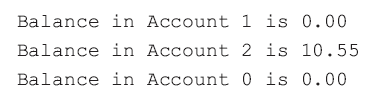 Balance in Account 1 is 0.00
Balance in Account 2 is 10.55
Balance in Account 0 is 0.00